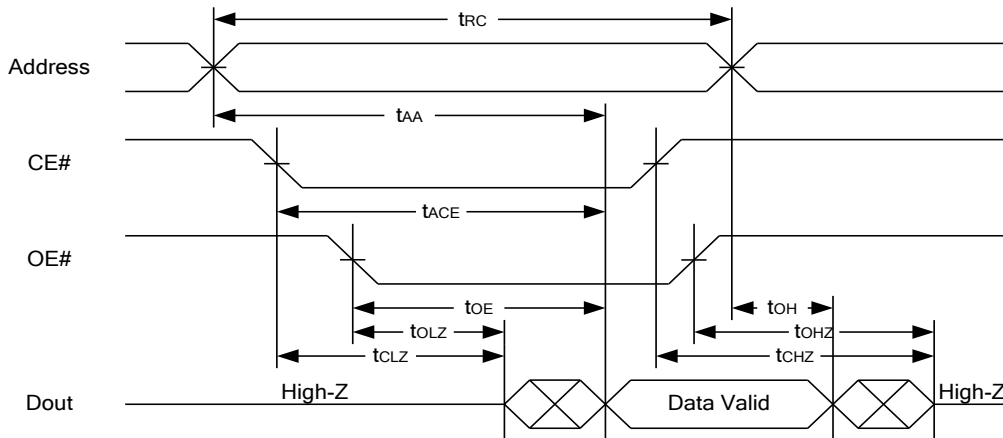 tRC
Address
tAA
CE#
tACE
OE#
tOE
tOH
tOLZ
tOHZ
tCLZ
tCHZ
Dout
High-Z
Data Valid
High-Z